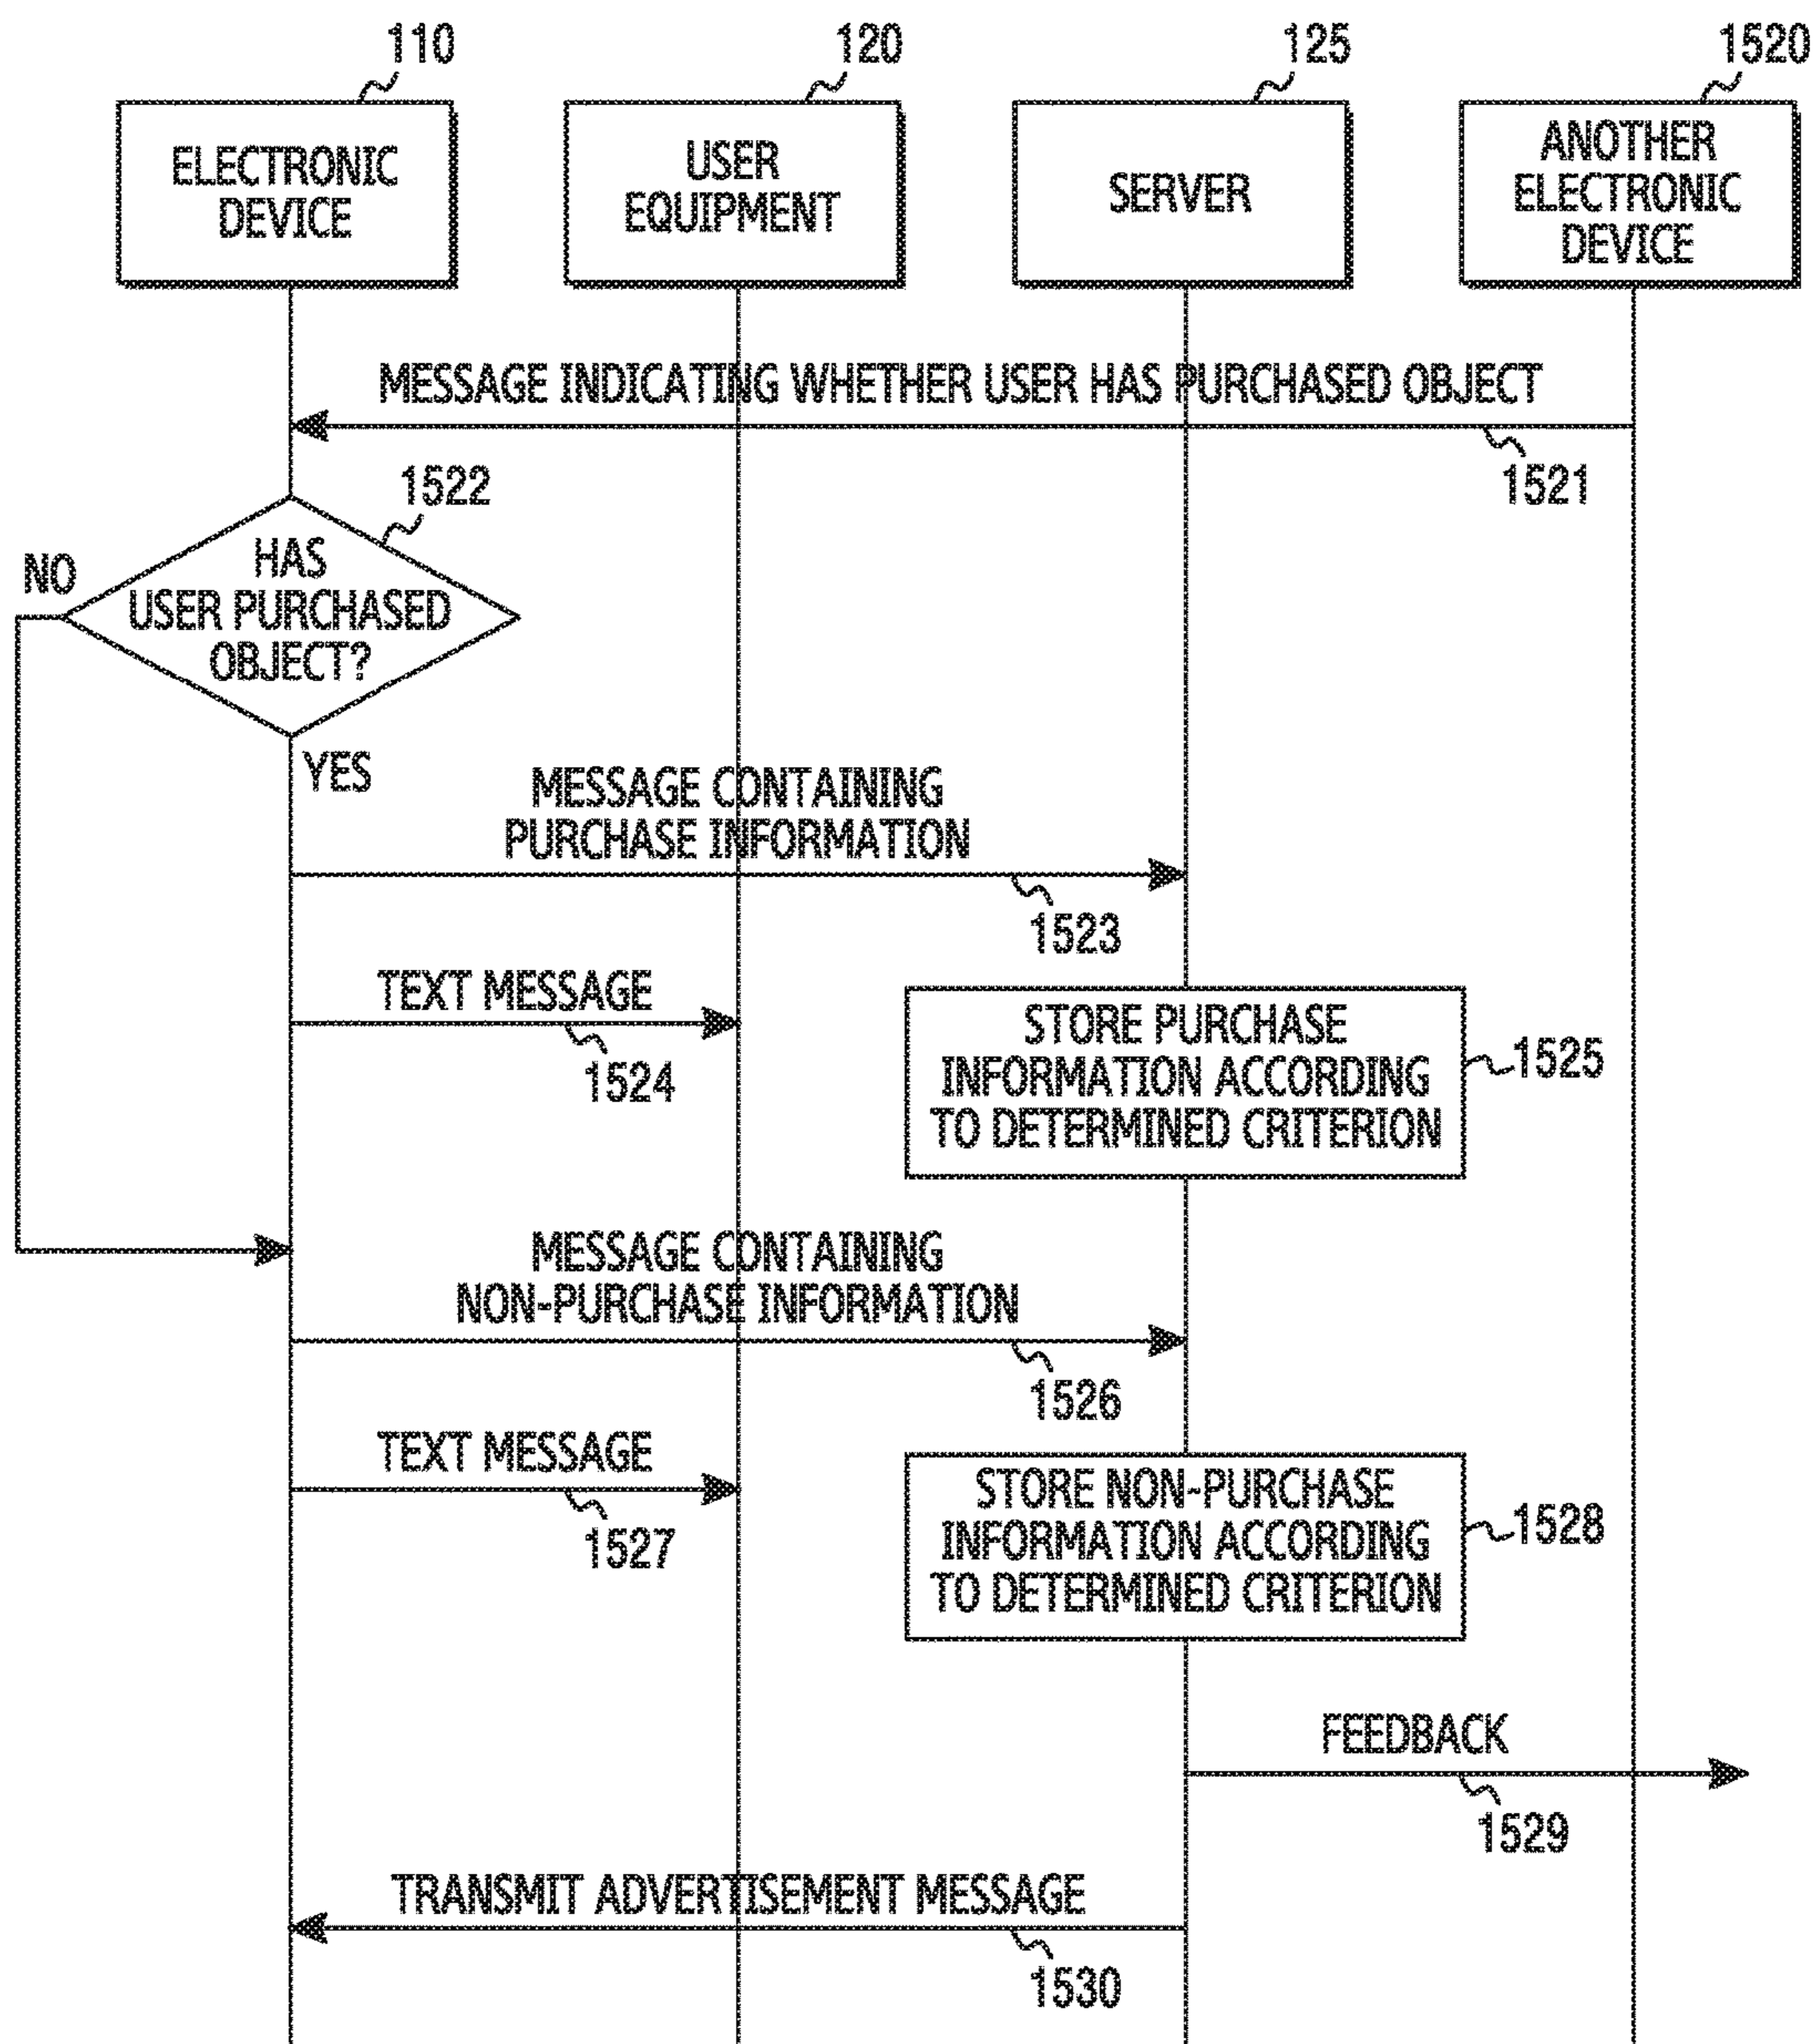 110
120
125
1520
ELECTRONIC
DEVICE
USER
EQUIPMENT
SERVER
ANOTHER
ELECTRONIC
DEVICE
MESSAGE INDICATING WHETHER USER HAS PURCHASED OBJECT
1521
1522
HAS
USER PURCHASED
OBJECT?
NO
YES
MESSAGE CONTAINING
PURCHASE INFORMATION
1523
TEXT MESSAGE
1524
STORE PURCHASE
INFORMATION ACCORDING
TO DETERMINED CRITERION
1525
MESSAGE CONTAINING
NON-PURCHASE INFORMATION
1526
TEXT MESSAGE
1527
STORE NON-PURCHASE
INFORMATION ACCORDING
TO DETERMINED CRITERION
1528
FEEDBACK
1529
TRANSMIT ADVERTISEMENT MESSAGE
1530